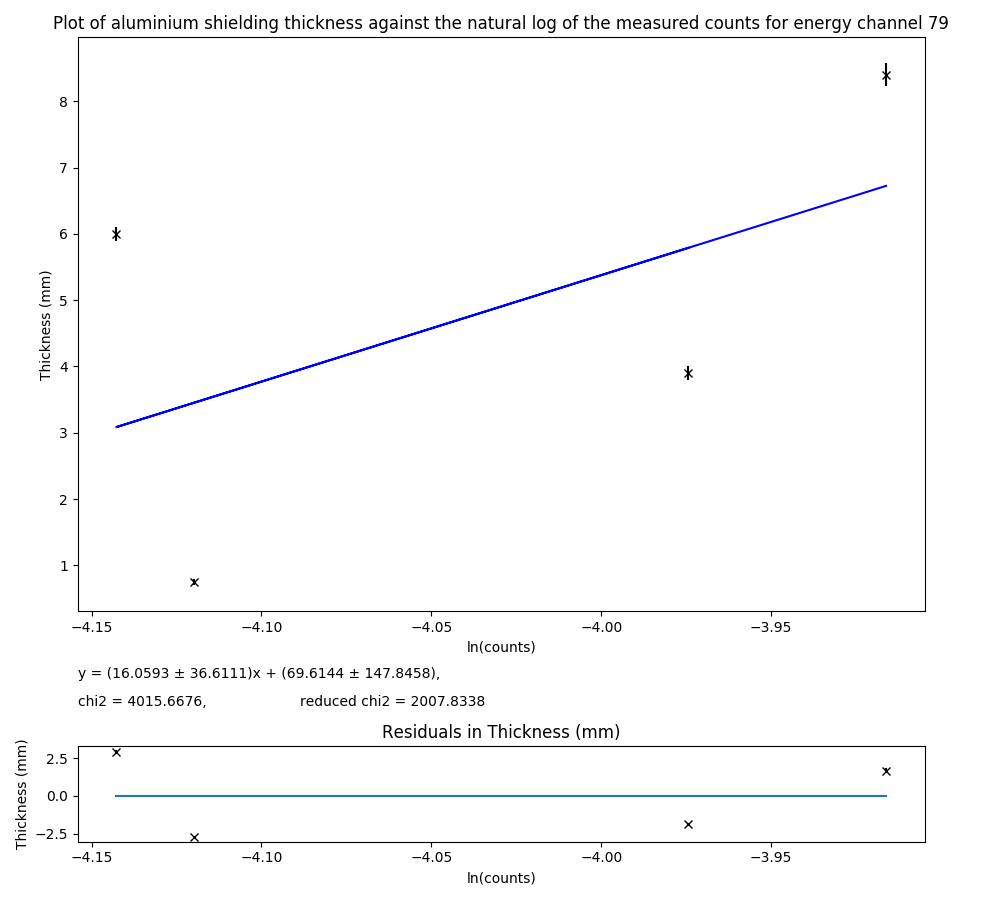 Plot of aluminium shielding thickness against the natural log of the measured counts for energy channel 79
8
7
6
5
4
3
2
1
Thickness (mm)
−4.15 −4.10 −4.05 −4.00 −3.95
ln(counts)
y = (16.0593 ± 36.6111)x + (69.6144 ± 147.8458),
chi2 = 4015.6676, reduced chi2 = 2007.8338
Residuals in Thickness (mm)
2.5
0.0
−2.5
Thickness (mm)
−4.15 −4.10 −4.05 −4.00 −3.95
ln(counts)